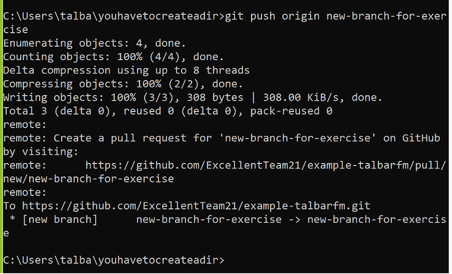 C:\Users\talba\youhavetocreateadir>git push origin new-branch-for-exer
cise
Enumerating objects: 4, done.
Counting objects: 100% (4/4), done.
Delta compression using up to 8 threads
Compressing objects: 100% (2/2), done.
Writing objects: 100% (3/3), 308 bytes | 308.00 KiB/s, done.
Total 3 (delta 0), reused 0 (delta 0), pack-reused 0
remote:
remote: Create a pull request for 'new-branch-for-exercise' on GitHub
by visiting:
remote:      https://github.com/ExcellentTeam21/example-talbarfm/pull/
new/new-branch-for-exercise
remote:
To https://github.com/ExcellentTeam21/example-talbarfm.git
 * [new branch]      new-branch-for-exercise -> new-branch-for-exercis
e
C:\Users\talba\youhavetocreateadir>